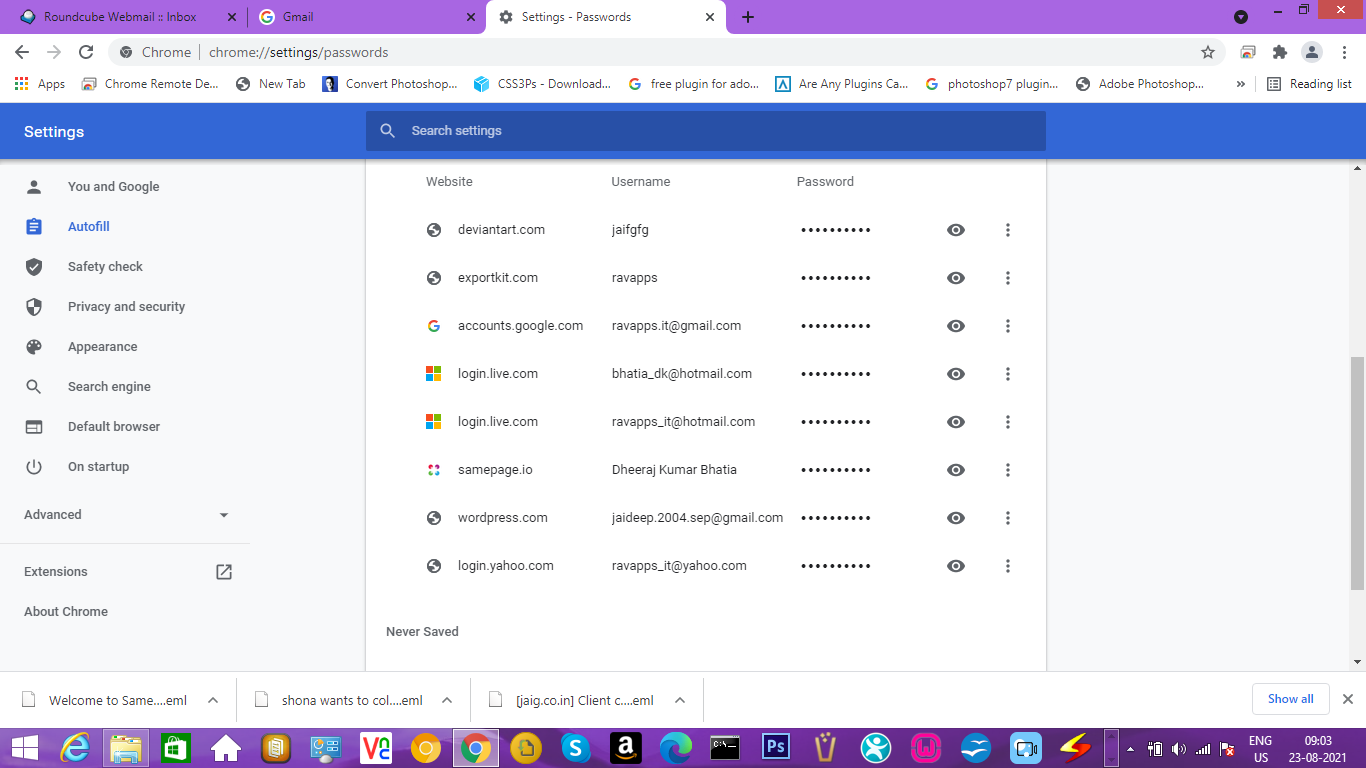 Roundcube Webmail :: Inbox
Gmail
Settings - Passwords
Chrome
chrome://settings/passwords
Apps
Chrome Remote De...
New Tab
Convert Photoshop...
CSS3Ps - Download...
free plugin for ado...
Are Any Plugins Ca...
photoshop7 plugin...
Adobe Photoshop...
»
Reading list
Settings
Search settings
You and Google
Autofill
Safety check
Privacy and security
Appearance
Search engine
Default browser
On startup
Advanced
Extensions
About Chrome
Website Username Password
deviantart.com jaifgfg ••••••••••
exportkit.com ravapps ••••••••••
accounts.google.com ravapps.it@gmail.com ••••••••••
login.live.com bhatia_dk@hotmail.com ••••••••••
login.live.com ravapps_it@hotmail.com ••••••••••
samepage.io Dheeraj Kumar Bhatia ••••••••••
wordpress.com jaideep.2004.sep@gmail.com ••••••••••
login.yahoo.com ravapps_it@yahoo.com ••••••••••
Never Saved
Welcome to Same....eml
shona wants to col....eml
[jaig.co.in] Client c....eml
Show all
ENG
US
09:03
23-08-2021